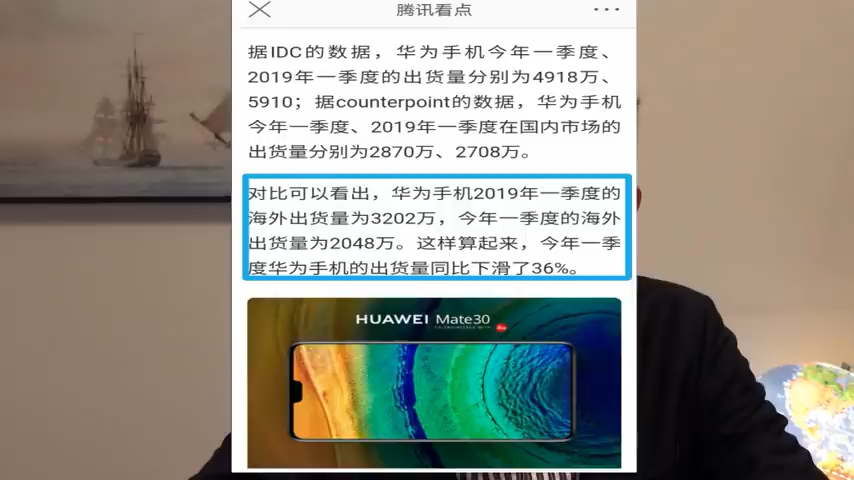 腾讯看点
据IDC的数据，华为手机今年一季度、
2019年一季度的出货量分别为4918万、
5910；据counterpoint的数据，华为手机
今年一季度、2019年一季度在国内市场的
出货量分别为2870万、2708万。
对比可以看出，华为手机2019年一季度的
海外出货量为3202万，今年一季度的海外
出货量为2048万。这样算起来，今年一季
度华为手机的出货量同比下滑了36%。
HUAWEI Mate30